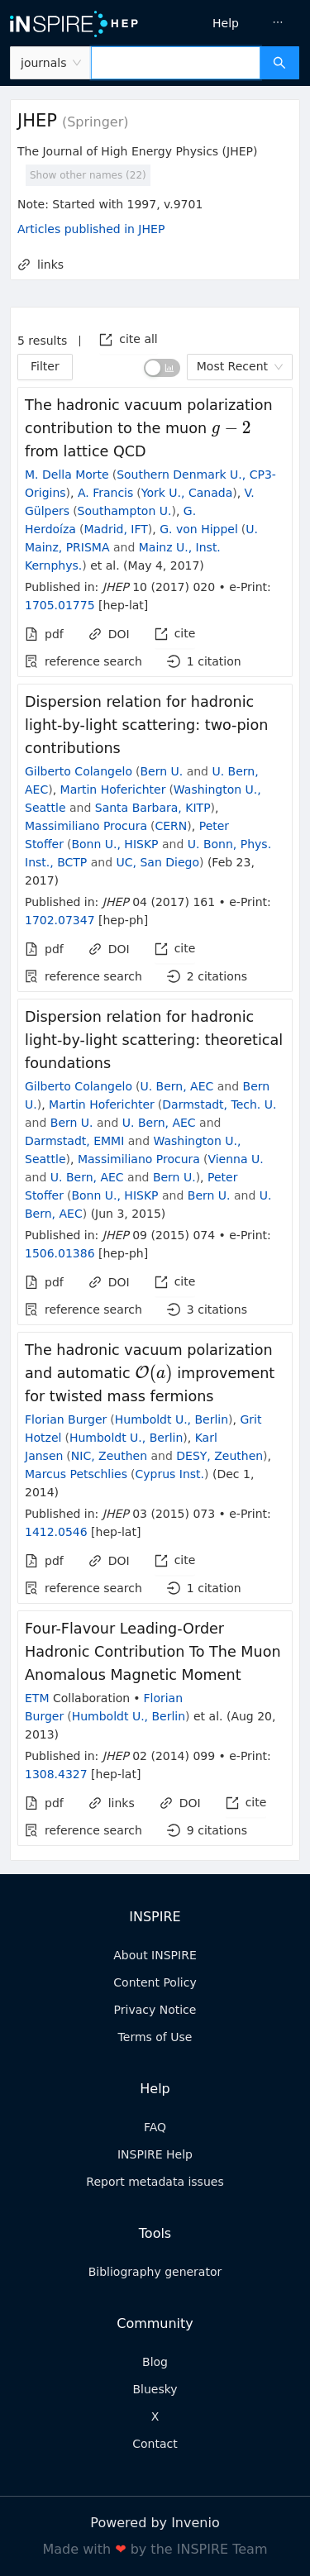 INSPIRE HEP
Help
···
journals
JHEP (Springer)
The Journal of High Energy Physics (JHEP)
Show other names (22)
Note: Started with 1997, v.9701
Articles published in JHEP
links
5 results | cite all
Filter
Most Recent
The hadronic vacuum polarization
contribution to the muon g − 2
from lattice QCD
M. Della Morte (Southern Denmark U., CP3-
Origins), A. Francis (York U., Canada), V.
Gülpers (Southampton U.), G.
Herdoíza (Madrid, IFT), G. von Hippel (U.
Mainz, PRISMA and Mainz U., Inst.
Kernphys.) et al. (May 4, 2017)
Published in: JHEP 10 (2017) 020 • e-Print:
1705.01775 [hep-lat]
pdf DOI cite
reference search 1 citation
Dispersion relation for hadronic
light-by-light scattering: two-pion
contributions
Gilberto Colangelo (Bern U. and U. Bern,
AEC), Martin Hoferichter (Washington U.,
Seattle and Santa Barbara, KITP),
Massimiliano Procura (CERN), Peter
Stoffer (Bonn U., HISKP and U. Bonn, Phys.
Inst., BCTP and UC, San Diego) (Feb 23,
2017)
Published in: JHEP 04 (2017) 161 • e-Print:
1702.07347 [hep-ph]
pdf DOI cite
reference search 2 citations
Dispersion relation for hadronic
light-by-light scattering: theoretical
foundations
Gilberto Colangelo (U. Bern, AEC and Bern
U.), Martin Hoferichter (Darmstadt, Tech. U.
and Bern U. and U. Bern, AEC and
Darmstadt, EMMI and Washington U.,
Seattle), Massimiliano Procura (Vienna U.
and U. Bern, AEC and Bern U.), Peter
Stoffer (Bonn U., HISKP and Bern U. and U.
Bern, AEC) (Jun 3, 2015)
Published in: JHEP 09 (2015) 074 • e-Print:
1506.01386 [hep-ph]
pdf DOI cite
reference search 3 citations
The hadronic vacuum polarization
and automatic O(a) improvement
for twisted mass fermions
Florian Burger (Humboldt U., Berlin), Grit
Hotzel (Humboldt U., Berlin), Karl
Jansen (NIC, Zeuthen and DESY, Zeuthen),
Marcus Petschlies (Cyprus Inst.) (Dec 1,
2014)
Published in: JHEP 03 (2015) 073 • e-Print:
1412.0546 [hep-lat]
pdf DOI cite
reference search 1 citation
Four-Flavour Leading-Order
Hadronic Contribution To The Muon
Anomalous Magnetic Moment
ETM Collaboration • Florian
Burger (Humboldt U., Berlin) et al. (Aug 20,
2013)
Published in: JHEP 02 (2014) 099 • e-Print:
1308.4327 [hep-lat]
pdf links DOI cite
reference search 9 citations
INSPIRE
About INSPIRE
Content Policy
Privacy Notice
Terms of Use
Help
FAQ
INSPIRE Help
Report metadata issues
Tools
Bibliography generator
Community
Blog
Bluesky
X
Contact
Powered by Invenio
Made with ❤ by the INSPIRE Team